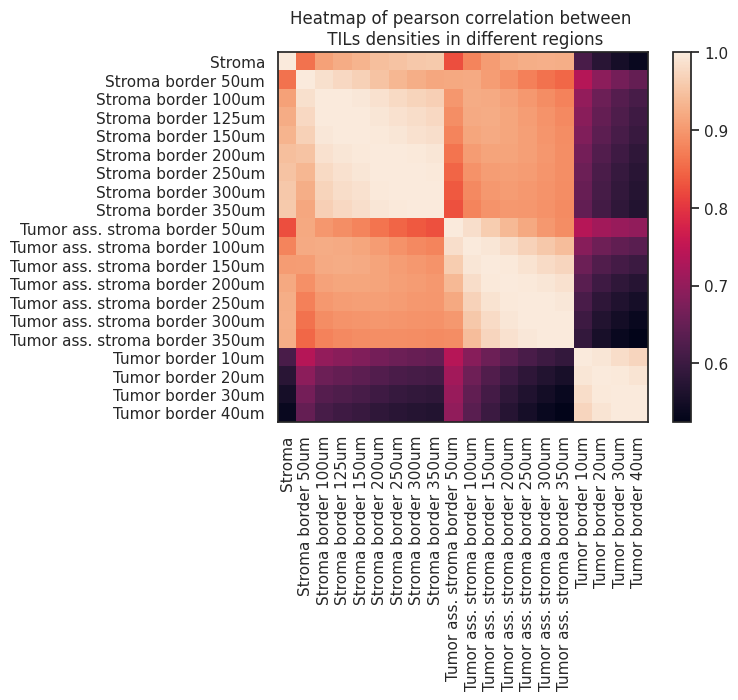 Heatmap of pearson correlation between
TILs densities in different regions
Stroma
Stroma border 50um
Stroma border 100um
Stroma border 125um
Stroma border 150um
Stroma border 200um
Stroma border 250um
Stroma border 300um
Stroma border 350um
Tumor ass. stroma border 50um
Tumor ass. stroma border 100um
Tumor ass. stroma border 150um
Tumor ass. stroma border 200um
Tumor ass. stroma border 250um
Tumor ass. stroma border 300um
Tumor ass. stroma border 350um
Tumor border 10um
Tumor border 20um
Tumor border 30um
Tumor border 40um
1.0
0.9
0.8
0.7
0.6
Stroma
Stroma border 50um
Stroma border 100um
Stroma border 125um
Stroma border 150um
Stroma border 200um
Stroma border 250um
Stroma border 300um
Stroma border 350um
Tumor ass. stroma border 50um
Tumor ass. stroma border 100um
Tumor ass. stroma border 150um
Tumor ass. stroma border 200um
Tumor ass. stroma border 250um
Tumor ass. stroma border 300um
Tumor ass. stroma border 350um
Tumor border 10um
Tumor border 20um
Tumor border 30um
Tumor border 40um